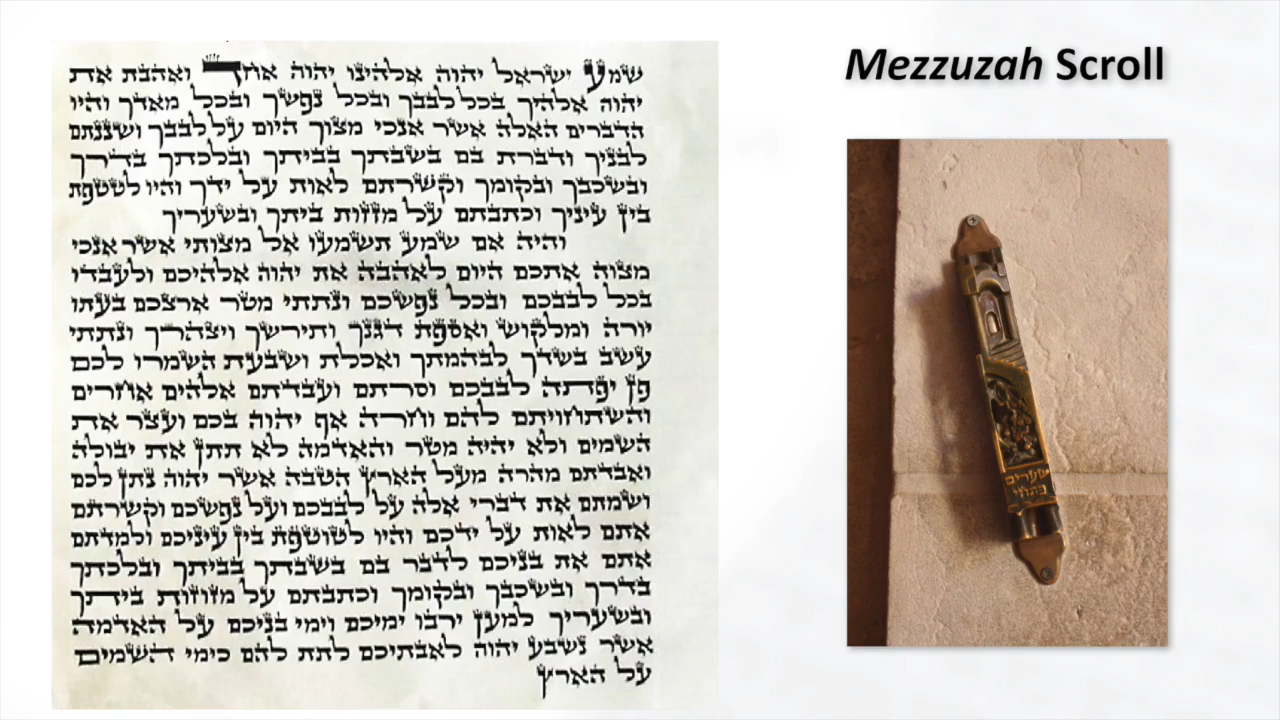 Mezzuzah Scroll
שמע ישראל יהוה אלהינו יהוה אחד ואהבת את
יהוה אלהיך בכל לבבך ובכל נפשך ובכל מאדך והיו
הדברים האלה אשר אנכי מצוך היום על לבבך ושננתם
לבניך ודברת בם בשבתך בביתך ובלכתך בדרך
ובשכבך ובקומך וקשרתם לאות על ידך והיו לטטפת
בין עיניך וכתבתם על מזוזות ביתך ובשעריך
והיה אם שמע תשמעו אל מצותי אשר אנכי
מצוה אתכם היום לאהבה את יהוה אלהיכם ולעבדו
בכל לבבכם ובכל נפשכם ונתתי מטר ארצכם בעתו
יורה ומלקוש ואספת דגנך ותירשך ויצהרך ונתתי
עשב בשדך לבהמתך ואכלת ושבעת השמרו לכם
פן יפתה לבבכם וסרתם ועבדתם אלהים אחרים
והשתחויתם להם וחרה אף יהוה בכם ועצר את
השמים ולא יהיה מטר והאדמה לא תתן את יבולה
ואבדתם מהרה מעל הארץ הטבה אשר יהוה נתן לכם
ושמתם את דברי אלה על לבבכם ועל נפשכם וקשרתם
אתם לאות על ידכם והיו לטוטפת בין עיניכם ולמדתם
אתם את בניכם לדבר בם בשבתך בביתך ובלכתך
בדרך ובשכבך ובקומך וכתבתם על מזוזות ביתך
ובשעריך למען ירבו ימיכם וימי בניכם על האדמה
אשר נשבע יהוה לאבתיכם לתת להם כימי השמים
על הארץ
שערים